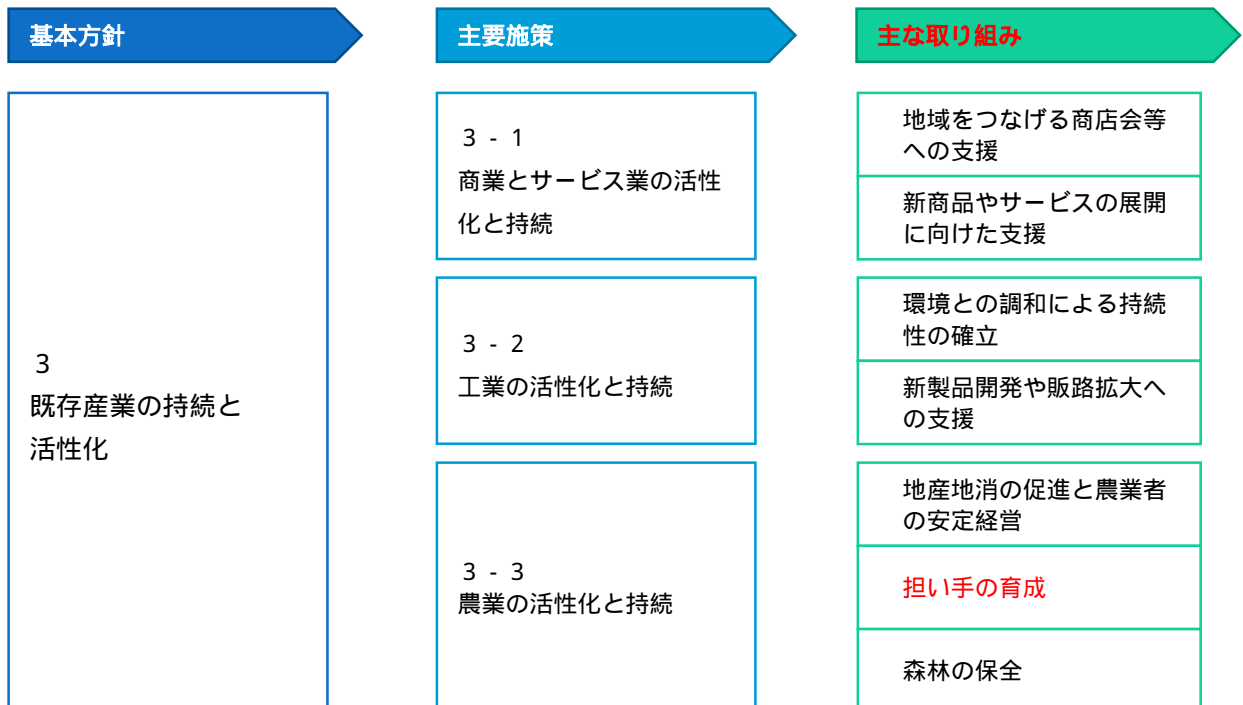 基本方針
主要施策
主な取り組み
3
既存産業の持続と
活性化
3 - 1
商業とサービス業の活性
化と持続
地域をつなげる商店会等
への支援
新商品やサービスの展開
に向けた支援
3 - 2
工業の活性化と持続
環境との調和による持続
性の確立
新製品開発や販路拡大へ
の支援
3 - 3
農業の活性化と持続
地産地消の促進と農業者
の安定経営
担い手の育成
森林の保全